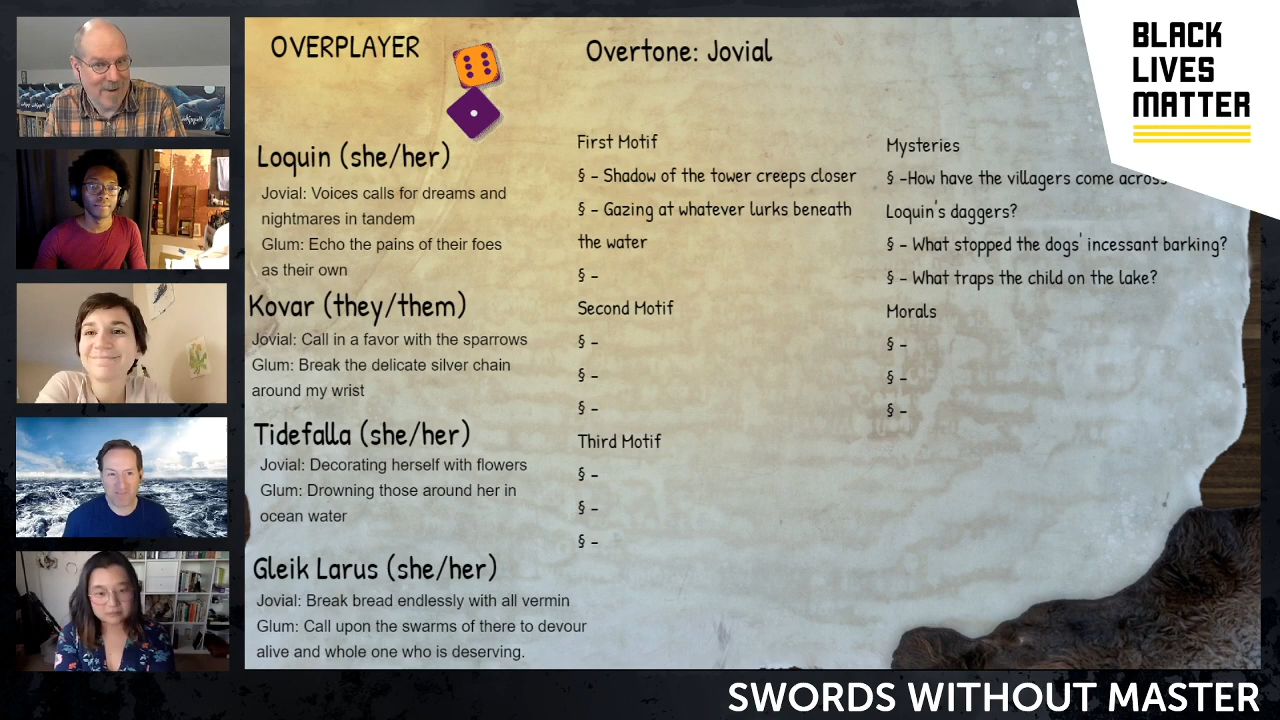 OVERPLAYER
Overtone: Jovial
BLACK
LIVES
MATTER
Loquin (she/her)
Jovial: Voices calls for dreams and
nightmares in tandem
Glum: Echo the pains of their foes
as their own
Kovar (they/them)
Jovial: Call in a favor with the sparrows
Glum: Break the delicate silver chain
around my wrist
Tidefalla (she/her)
Jovial: Decorating herself with flowers
Glum: Drowning those around her in
ocean water
Gleik Larus (she/her)
Jovial: Break bread endlessly with all vermin
Glum: Call upon the swarms of there to devour
alive and whole one who is deserving.
First Motif
§ - Shadow of the tower creeps closer
§ - Gazing at whatever lurks beneath
the water
§ -
Second Motif
§ -
§ -
§ -
Third Motif
§ -
§ -
§ -
Mysteries
§ -How have the villagers come across
Loquin's daggers?
§ - What stopped the dogs' incessant barking?
§ - What traps the child on the lake?
Morals
§ -
§ -
§ -
SWORDS WITHOUT MASTER